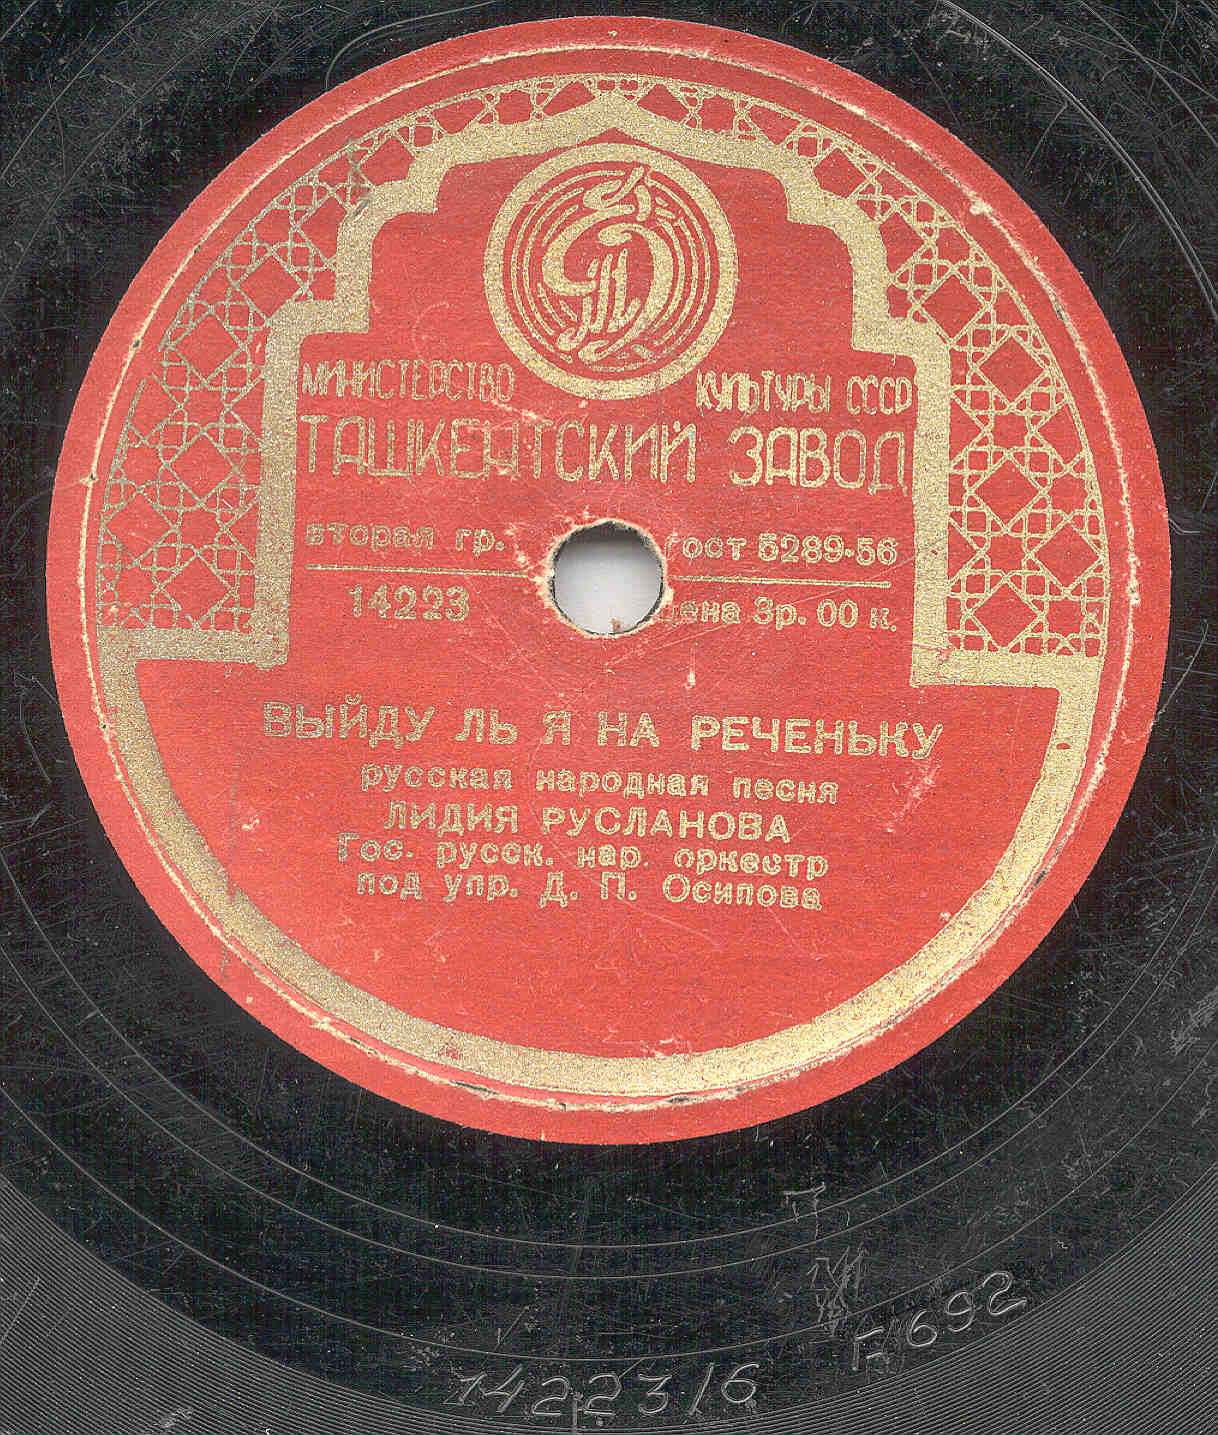 МИНИСТЕРСТВО КУЛЬТУРЫ СССР
ТАШКЕНТСКИЙ ЗАВОД
вторая гр. гост 5289-56
14223 цена 3р. 00 к.
ВЫЙДУ ЛЬ Я НА РЕЧЕНЬКУ
русская народная песня
ЛИДИЯ РУСЛАНОВА
Гос. русск. нар. оркестр
под упр. Д. П. Осипова
14223/6